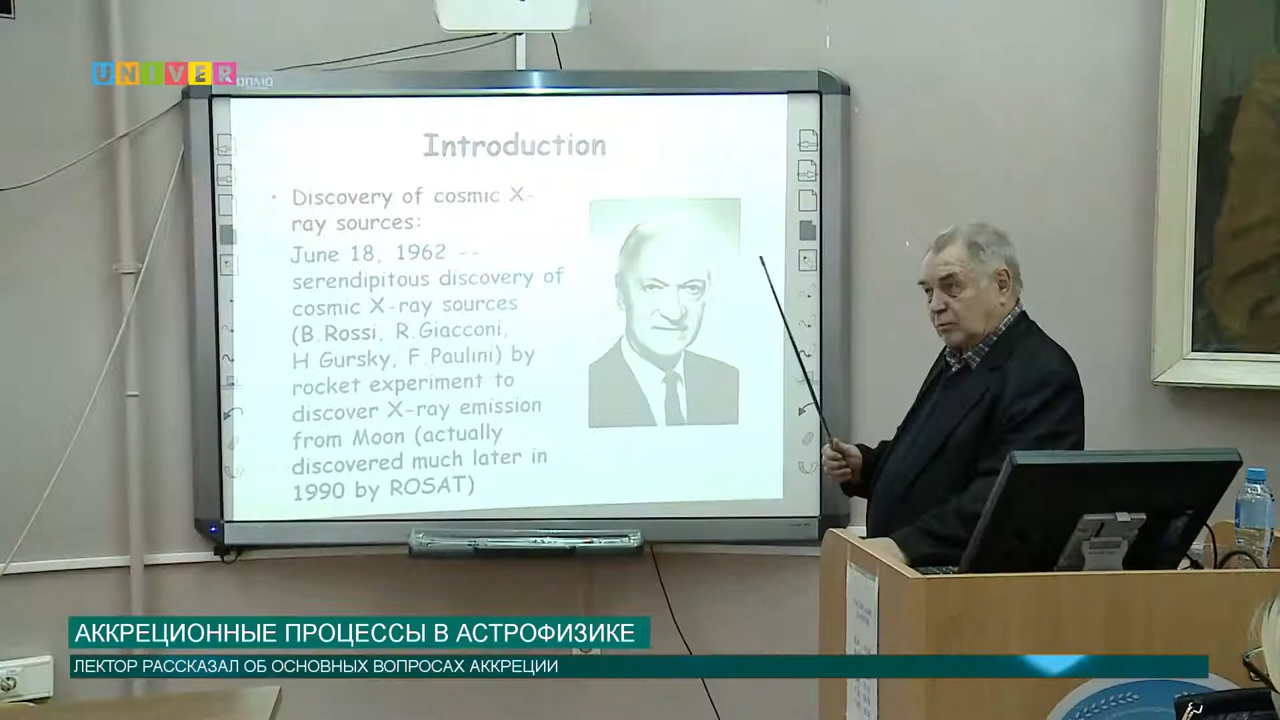 UNIVER
Introduction
• Discovery of cosmic X-
ray sources:
June 18, 1962 --
serendipitous discovery of
cosmic X-ray sources
(B.Rossi, R.Giacconi,
H.Gursky, F.Paulini) by
rocket experiment to
discover X-ray emission
from Moon (actually
discovered much later in
1990 by ROSAT)
АККРЕЦИОННЫЕ ПРОЦЕССЫ В АСТРОФИЗИКЕ
ЛЕКТОР РАССКАЗАЛ ОБ ОСНОВНЫХ ВОПРОСАХ АККРЕЦИИ